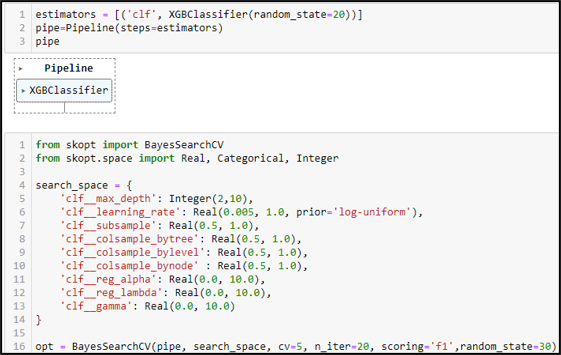 1 estimators = [('clf', XGBClassifier(random_state=20))]
2 pipe=Pipeline(steps=estimators)
3 pipe
▸ Pipeline
▸ XGBClassifier
1 from skopt import BayesSearchCV
2 from skopt.space import Real, Categorical, Integer
3
4 search_space = {
5     'clf__max_depth': Integer(2,10),
6     'clf__learning_rate': Real(0.005, 1.0, prior='log-uniform'),
7     'clf__subsample': Real(0.5, 1.0),
8     'clf__colsample_bytree': Real(0.5, 1.0),
9     'clf__colsample_bylevel': Real(0.5, 1.0),
10     'clf__colsample_bynode' : Real(0.5, 1.0),
11     'clf__reg_alpha': Real(0.0, 10.0),
12     'clf__reg_lambda': Real(0.0, 10.0),
13     'clf__gamma': Real(0.0, 10.0)
14 }
15
16 opt = BayesSearchCV(pipe, search_space, cv=5, n_iter=20, scoring='f1',random_state=30)